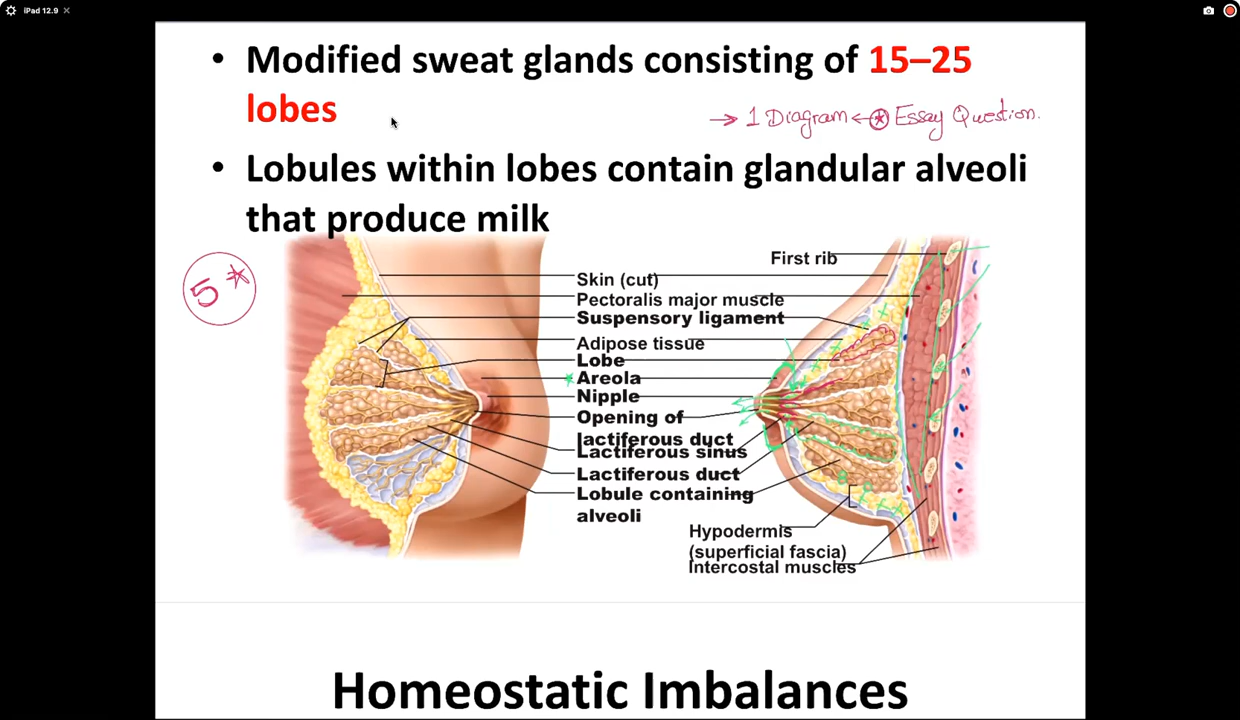 iPad 12.9
• Modified sweat glands consisting of 15–25
lobes
→ 1 Diagram ← * Essay Question.
• Lobules within lobes contain glandular alveoli
that produce milk
5 *
First rib
Skin (cut)
Pectoralis major muscle
Suspensory ligament
Adipose tissue
Lobe
* Areola
Nipple
Opening of
lactiferous duct
Lactiferous sinus
Lactiferous duct
Lobule containing
alveoli
Hypodermis
(superficial fascia)
Intercostal muscles
Homeostatic Imbalances